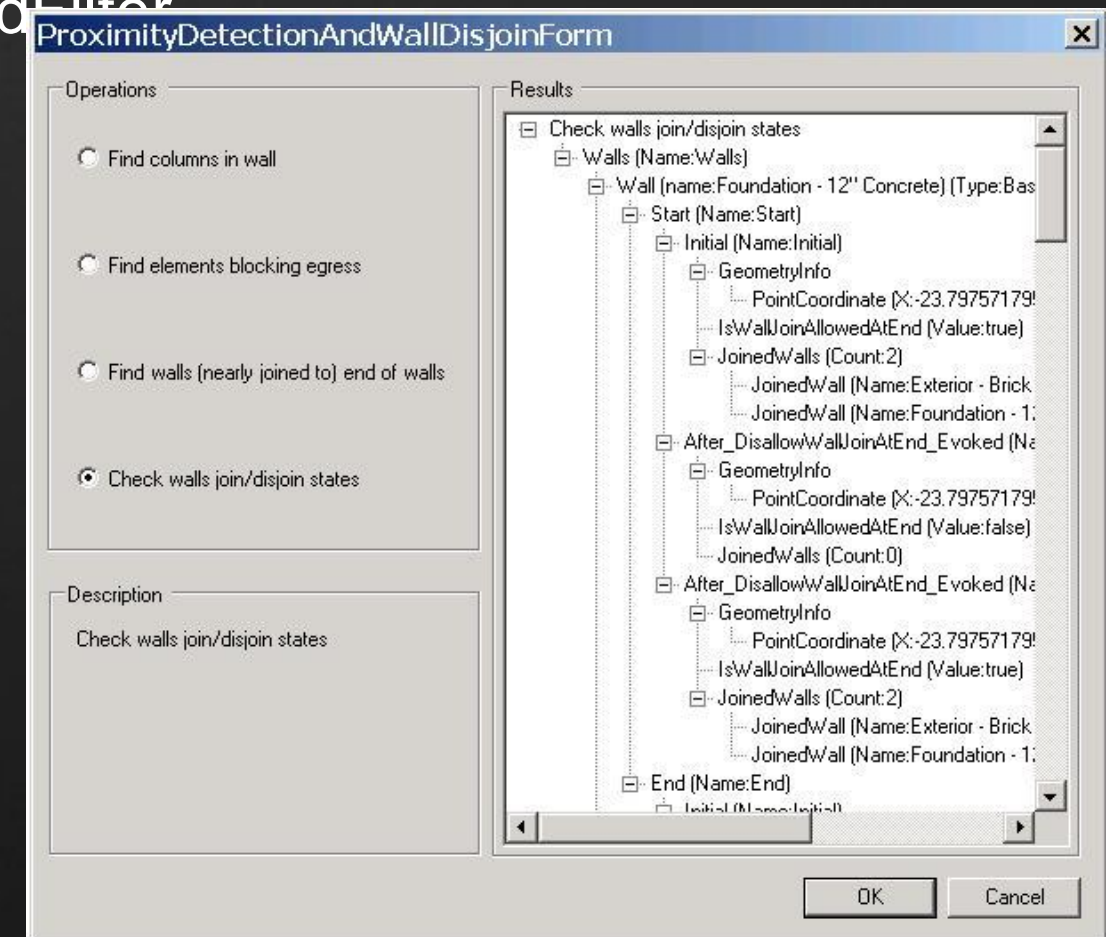 ProximityDetectionAndWallDisjoinForm
Operations
Find columns in wall
Find elements blocking egress
Find walls (nearly joined to) end of walls
Check walls join/disjoin states
Description
Check walls join/disjoin states
Results
Check walls join/disjoin states
Walls (Name:Walls)
Wall (name:Foundation - 12" Concrete) (Type:Bas
Start (Name:Start)
Initial (Name:Initial)
GeometryInfo
PointCoordinate (X:-23.79757179
IsWallJoinAllowedAtEnd (Value:true)
JoinedWalls (Count:2)
JoinedWall (Name:Exterior - Brick
JoinedWall (Name:Foundation - 1
After_DisallowWallJoinAtEnd_Evoked (Na
GeometryInfo
PointCoordinate (X:-23.79757179
IsWallJoinAllowedAtEnd (Value:false)
JoinedWalls (Count:0)
After_DisallowWallJoinAtEnd_Evoked (Na
GeometryInfo
PointCoordinate (X:-23.79757179
IsWallJoinAllowedAtEnd (Value:true)
JoinedWalls (Count:2)
JoinedWall (Name:Exterior - Brick
JoinedWall (Name:Foundation - 1
End (Name:End)
Initial (Name:Initial)
OK
Cancel